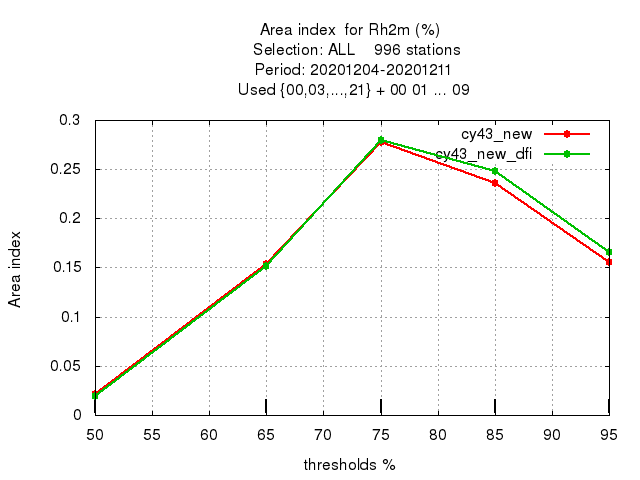 Area index for Rh2m (%)
Selection: ALL 996 stations
Period: 20201204-20201211
Used {00,03,...,21} + 00 01 ... 09
cy43_new
cy43_new_dfi
0.3
0.25
0.2
0.15
0.1
0.05
0
Area index
50 55 60 65 70 75 80 85 90 95
thresholds %